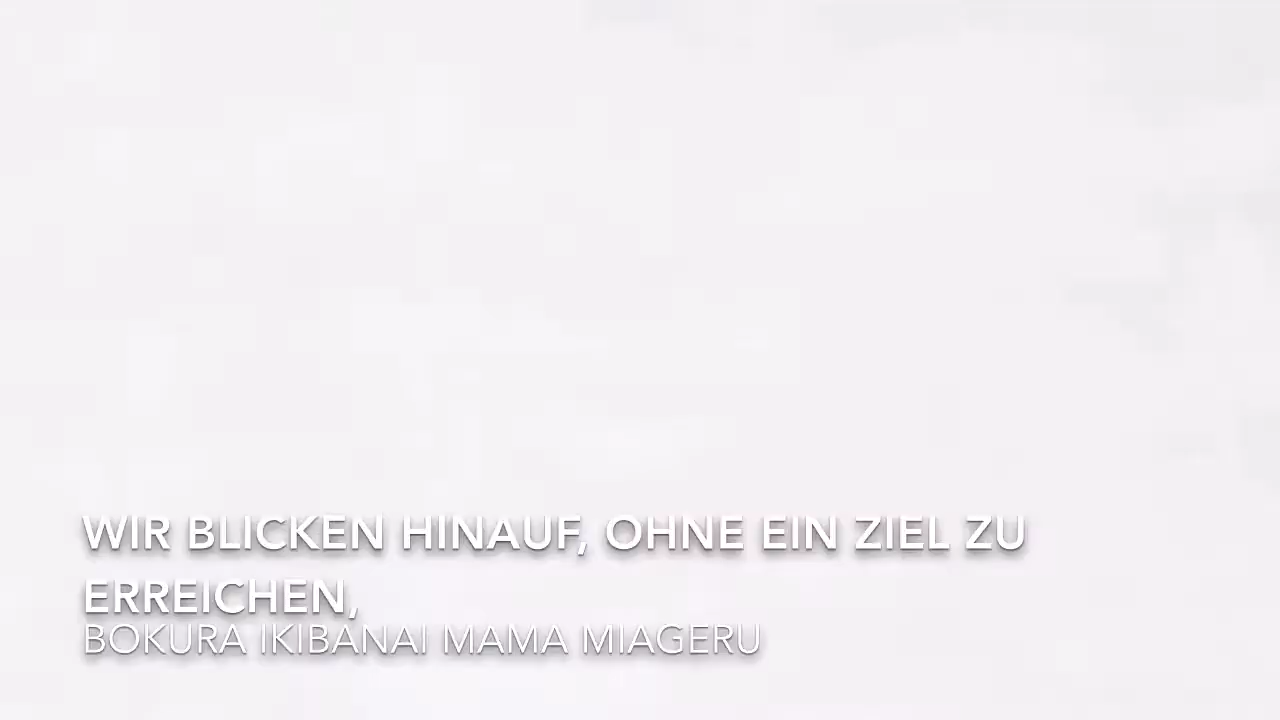 WIR BLICKEN HINAUF, OHNE EIN ZIEL ZU
ERREICHEN,
BOKURA IKIBANAI MAMA MIAGERU